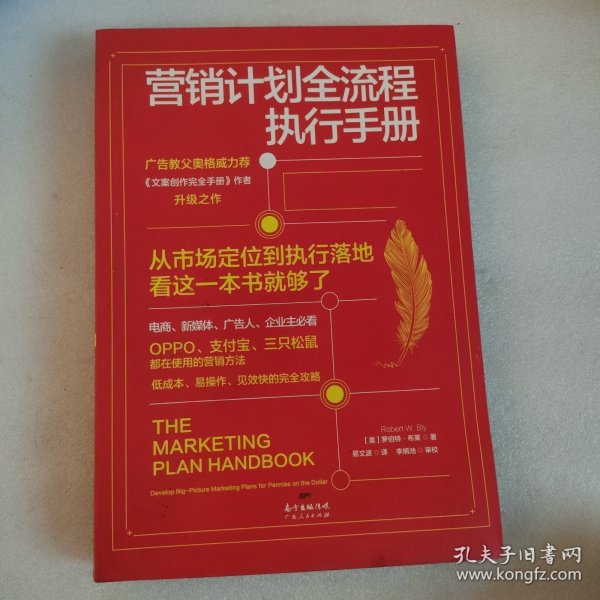 营销计划全流程
执行手册
广告教父奥格威力荐
《文案创作完全手册》作者
升级之作
从市场定位到执行落地
看这一本书就够了
电商、新媒体、广告人、企业主必看
OPPO、支付宝、三只松鼠
都在使用的营销方法
低成本、易操作、见效快的完全攻略
THE
MARKETING
PLAN HANDBOOK
Develop Big-Picture Marketing Plans for Pennies on the Dollar
Robert W. Bly
[美]罗伯特·布莱 ◇ 著
易文波 ◇ 译 李炳池 ◇ 审校
南方出版传媒
广东人民出版社
孔夫子旧书网
www.kongfz.com